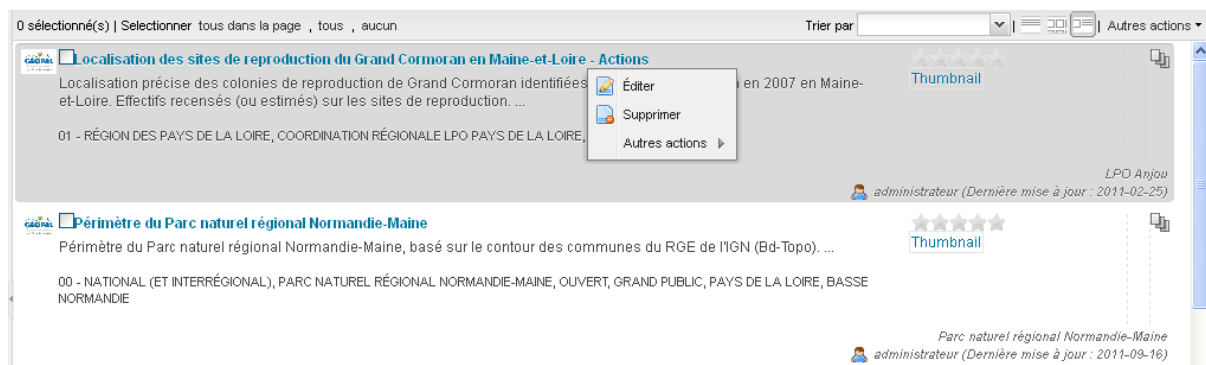 0 sélectionné(s) | Selectionner tous dans la page , tous , aucun Trier par | Autres actions
Localisation des sites de reproduction du Grand Cormoran en Maine-et-Loire - Actions
Thumbnail
Localisation précise des colonies de reproduction de Grand Cormoran identifiées en 2007 en Maine-
et-Loire. Effectifs recensés (ou estimés) sur les sites de reproduction. ...
01 - RÉGION DES PAYS DE LA LOIRE, COORDINATION RÉGIONALE LPO PAYS DE LA LOIRE,
Éditer
Supprimer
Autres actions
LPO Anjou
administrateur (Dernière mise à jour : 2011-02-25)
GÉOPAL
Périmètre du Parc naturel régional Normandie-Maine
Thumbnail
Périmètre du Parc naturel régional Normandie-Maine, basé sur le contour des communes du RGE de l'IGN (Bd-Topo). ...
00 - NATIONAL (ET INTERRÉGIONAL), PARC NATUREL RÉGIONAL NORMANDIE-MAINE, OUVERT, GRAND PUBLIC, PAYS DE LA LOIRE, BASSE
NORMANDIE
Parc naturel régional Normandie-Maine
administrateur (Dernière mise à jour : 2011-09-16)